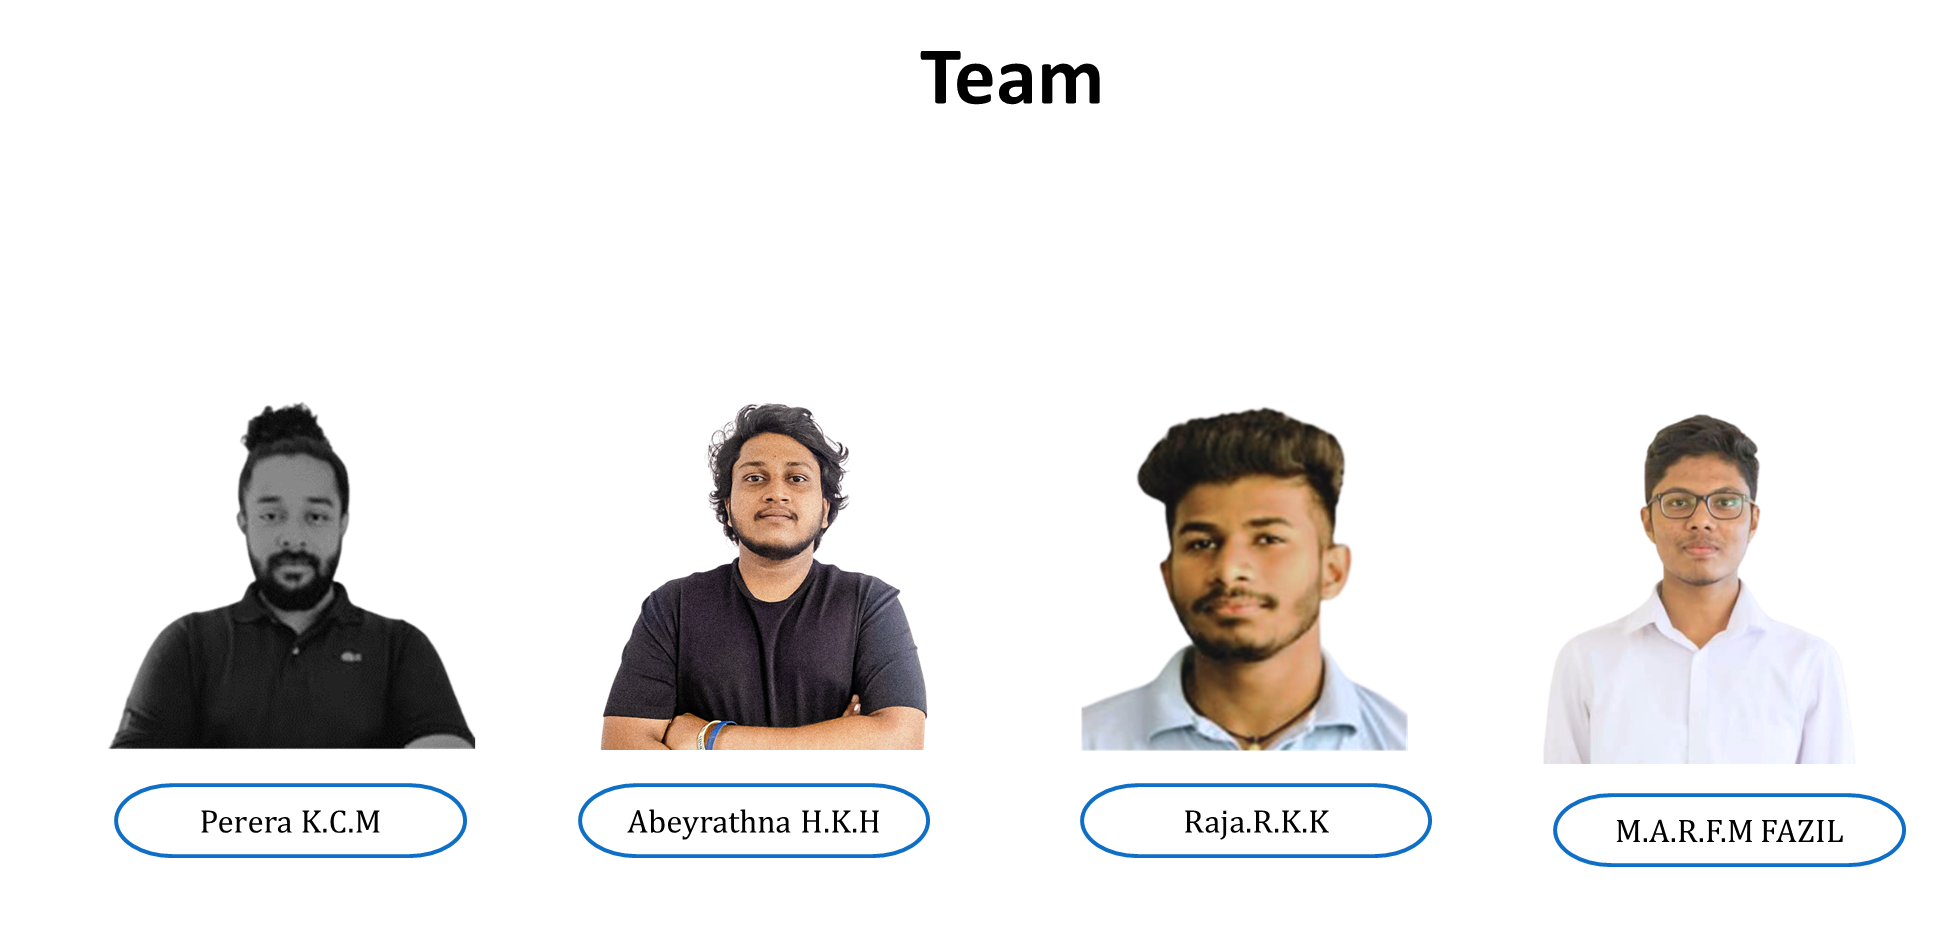 Team
Perera K.C.M
Abeyrathna H.K.H
Raja.R.K.K
M.A.R.F.M FAZIL